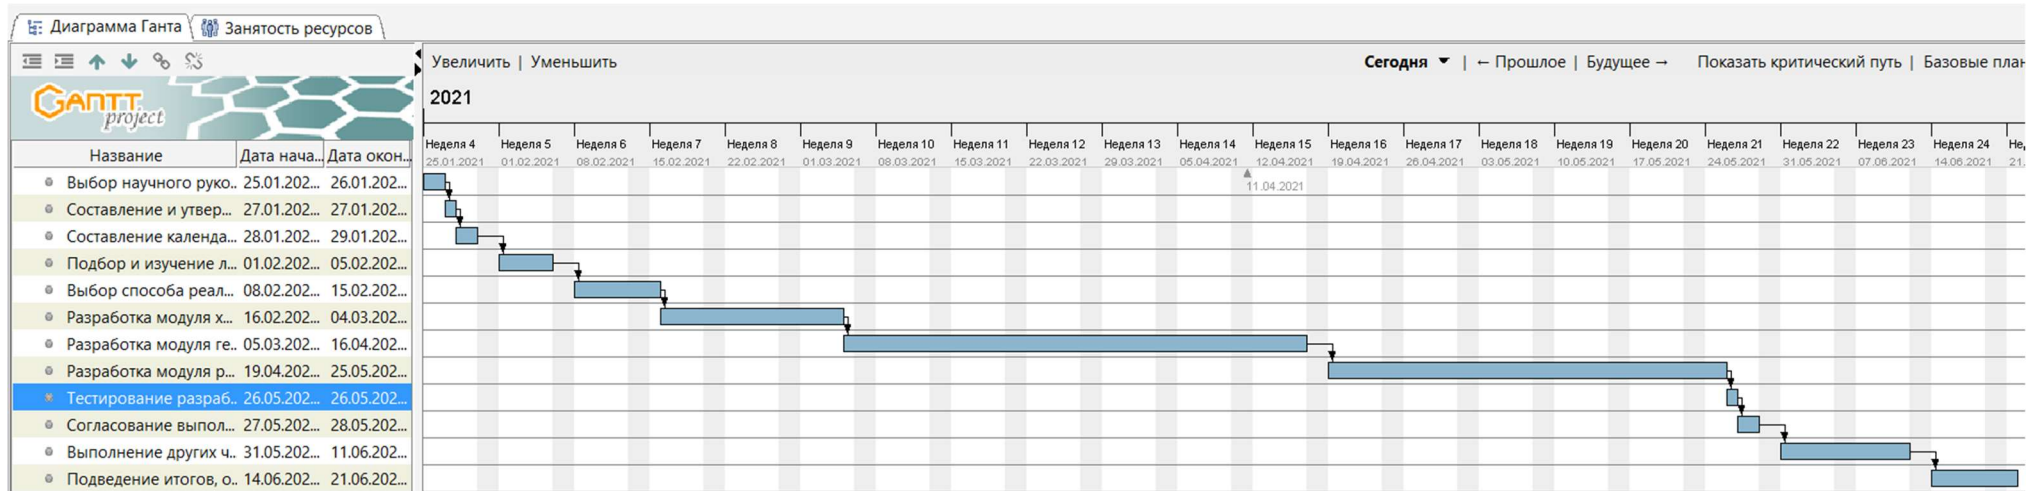 Диаграмма Ганта Занятость ресурсов
Увеличить | Уменьшить Сегодня ▼ | ← Прошлое | Будущее → Показать критический путь | Базовые план
2021
GANTT
project
Название Дата нача... Дата окон...
Неделя 4 Неделя 5 Неделя 6 Неделя 7 Неделя 8 Неделя 9 Неделя 10 Неделя 11 Неделя 12 Неделя 13 Неделя 14 Неделя 15 Неделя 16 Неделя 17 Неделя 18 Неделя 19 Неделя 20 Неделя 21 Неделя 22 Неделя 23 Неделя 24 Не
25.01.2021 01.02.2021 08.02.2021 15.02.2021 22.02.2021 01.03.2021 08.03.2021 15.03.2021 22.03.2021 29.03.2021 05.04.2021 12.04.2021 19.04.2021 26.04.2021 03.05.2021 10.05.2021 17.05.2021 24.05.2021 31.05.2021 07.06.2021 14.06.2021 21.
11.04.2021
Выбор научного руко.. 25.01.202... 26.01.202...
Составление и утвер... 27.01.202... 27.01.202...
Составление календа... 28.01.202... 29.01.202...
Подбор и изучение л... 01.02.202... 05.02.202...
Выбор способа реал... 08.02.202... 15.02.202...
Разработка модуля х... 16.02.202... 04.03.202...
Разработка модуля ге.. 05.03.202... 16.04.202...
Разработка модуля р... 19.04.202... 25.05.202...
Тестирование разраб.. 26.05.202... 26.05.202...
Согласование выпол... 27.05.202... 28.05.202...
Выполнение других ч.. 31.05.202... 11.06.202...
Подведение итогов, о.. 14.06.202... 21.06.202...